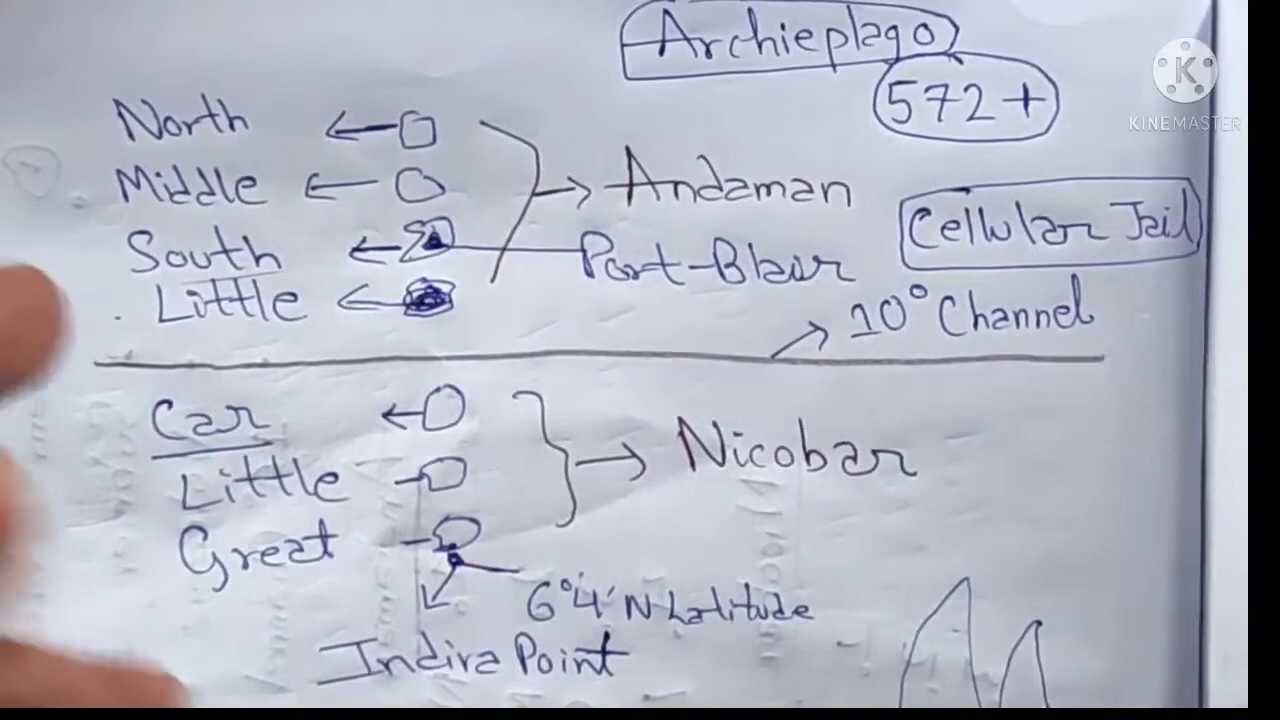 Archieplago
572+
North
Middle
South
Little
Andaman
Port-Blair
Cellular Jail
10° Channel
Car
Little
Great
Nicobar
6°4'N Latitude
Indira Point
K
KINEMASTER